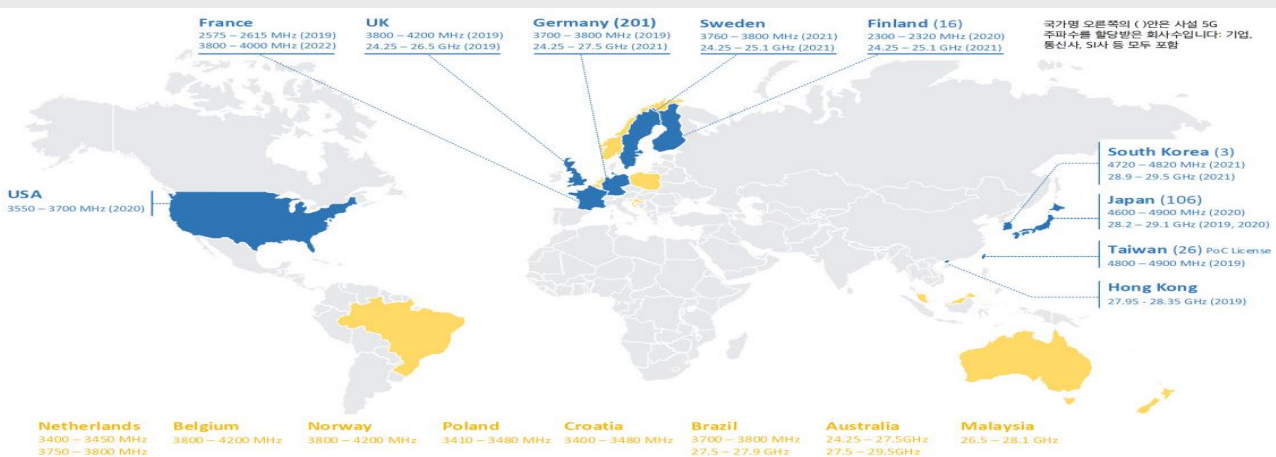 France
2575 – 2615 MHz (2019)
3800 – 4000 MHz (2022)
UK
3800 – 4200 MHz (2019)
24.25 – 26.5 GHz (2019)
Germany (201)
3700 – 3800 MHz (2019)
24.25 – 27.5 GHz (2021)
Sweden
3760 – 3800 MHz (2021)
24.25 – 25.1 GHz (2021)
Finland (16)
2300 – 2320 MHz (2020)
24.25 – 25.1 GHz (2021)
국가명 오른쪽의 ( )안은 사설 5G
주파수를 할당받은 회사수입니다: 기업,
통신사, SI사 등 모두 포함
USA
3550 – 3700 MHz (2020)
South Korea (3)
4720 – 4820 MHz (2021)
28.9 – 29.5 GHz (2021)
Japan (106)
4600 – 4900 MHz (2020)
28.2 – 29.1 GHz (2019, 2020)
Taiwan (26) PoC License
4800 – 4900 MHz (2019)
Hong Kong
27.95 - 28.35 GHz (2019)
Netherlands
3400 – 3450 MHz
3750 – 3800 MHz
Belgium
3800 – 4200 MHz
Norway
3800 – 4200 MHz
Poland
3410 – 3480 MHz
Croatia
3400 – 3480 MHz
Brazil
3700 – 3800 MHz
27.5 – 27.9 GHz
Australia
24.25 – 27.5GHz
27.5 – 29.5GHz
Malaysia
26.5 – 28.1 GHz